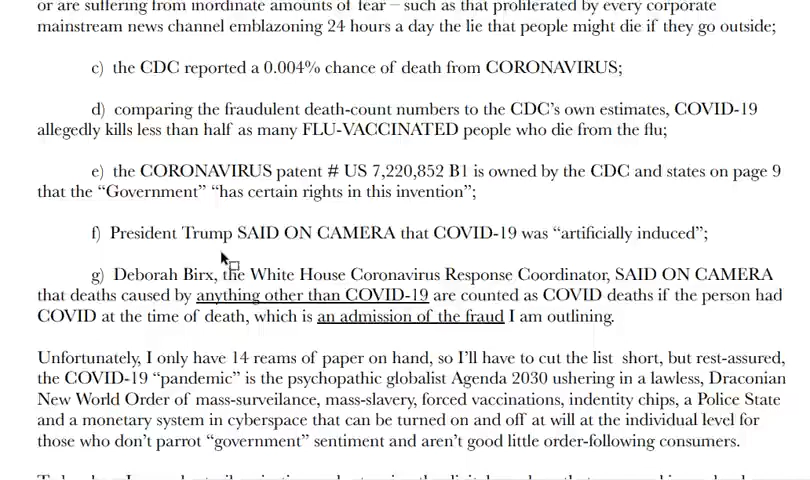 or are suffering from inordinate amounts of fear – such as that proliferated by every corporate
mainstream news channel emblazoning 24 hours a day the lie that people might die if they go outside;
c) the CDC reported a 0.004% chance of death from CORONAVIRUS;
d) comparing the fraudulent death-count numbers to the CDC's own estimates, COVID-19
allegedly kills less than half as many FLU-VACCINATED people who die from the flu;
e) the CORONAVIRUS patent # US 7,220,852 B1 is owned by the CDC and states on page 9
that the “Government” “has certain rights in this invention”;
f) President Trump SAID ON CAMERA that COVID-19 was “artificially induced”;
g) Deborah Birx, the White House Coronavirus Response Coordinator, SAID ON CAMERA
that deaths caused by anything other than COVID-19 are counted as COVID deaths if the person had
COVID at the time of death, which is an admission of the fraud I am outlining.
Unfortunately, I only have 14 reams of paper on hand, so I'll have to cut the list short, but rest-assured,
the COVID-19 “pandemic” is the psychopathic globalist Agenda 2030 ushering in a lawless, Draconian
New World Order of mass-surveilance, mass-slavery, forced vaccinations, indentity chips, a Police State
and a monetary system in cyberspace that can be turned on and off at will at the individual level for
those who don't parrot “government” sentiment and aren't good little order-following consumers.